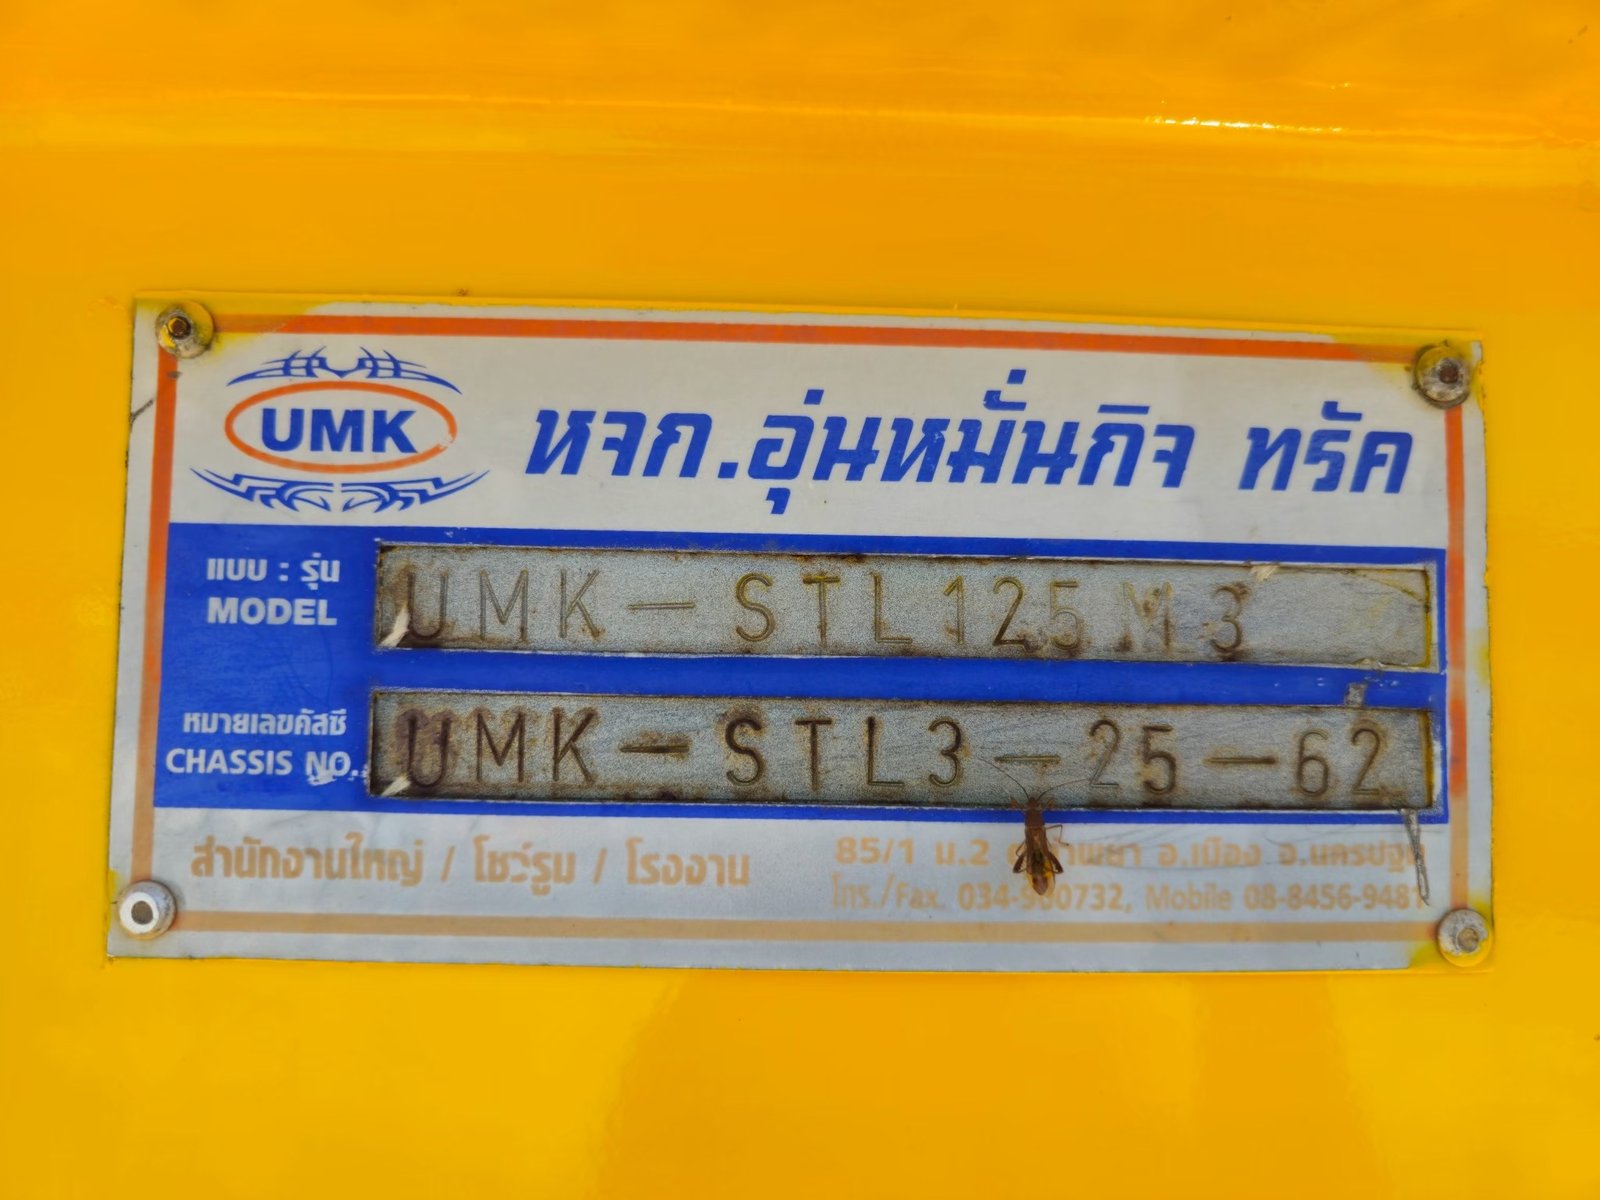 UMK
หจก.อุ่นหมั่นกิจ ทรัค
แบบ : รุ่น
MODEL
UMK-STL125M3
หมายเลขคัสซี
CHASSIS NO.
UMK-STL3-25-62
สำนักงานใหญ่ / โชว์รูม / โรงงาน
85/1 ม.2 อ.เมือง จ.นครปฐม
โทร./Fax. 034-900732, Mobile 08-8456-9481